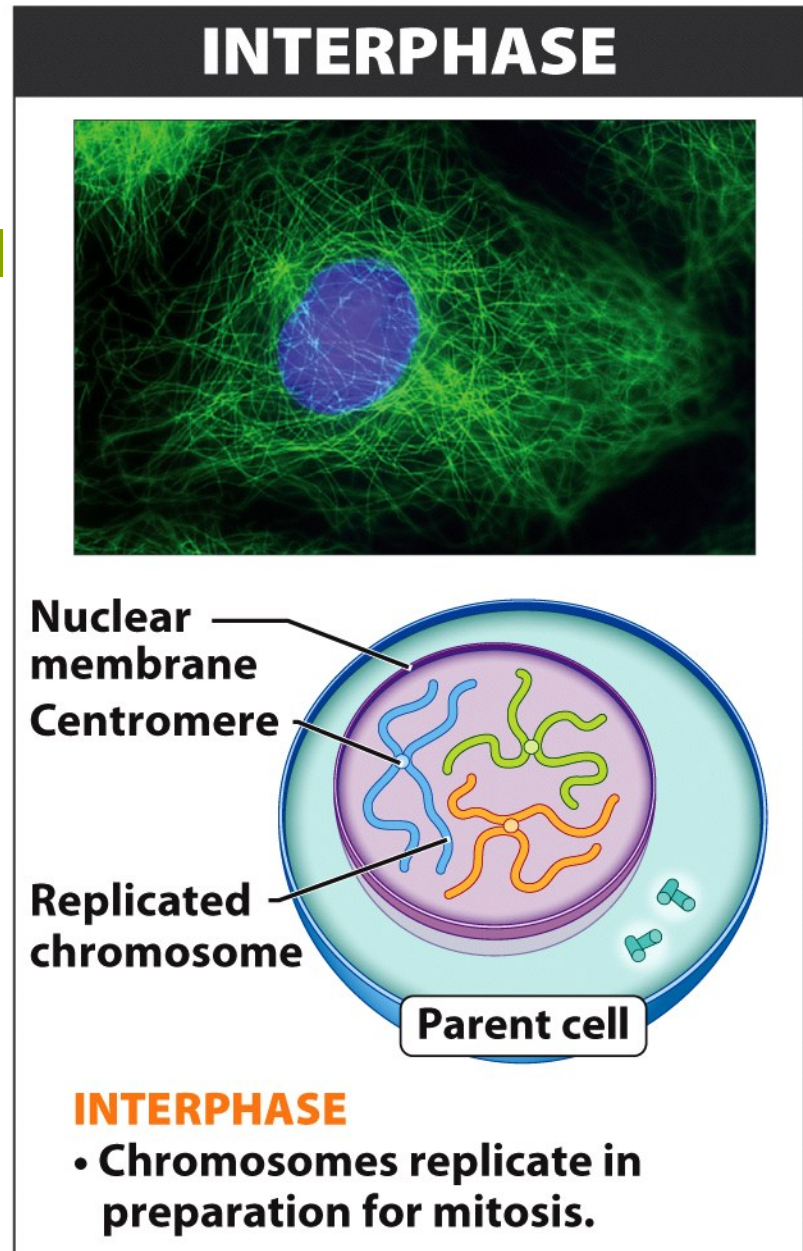 INTERPHASE
Nuclear
membrane
Centromere
Replicated
chromosome
Parent cell
INTERPHASE
• Chromosomes replicate in
preparation for mitosis.